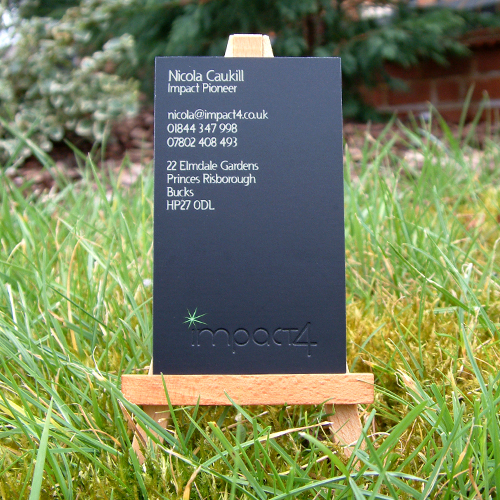 Nicola Caukill
Impact Pioneer
nicola@impact4.co.uk
01844 347 998
07802 408 493
22 Elmdale Gardens
Princes Risborough
Bucks
HP27 0DL
impact4